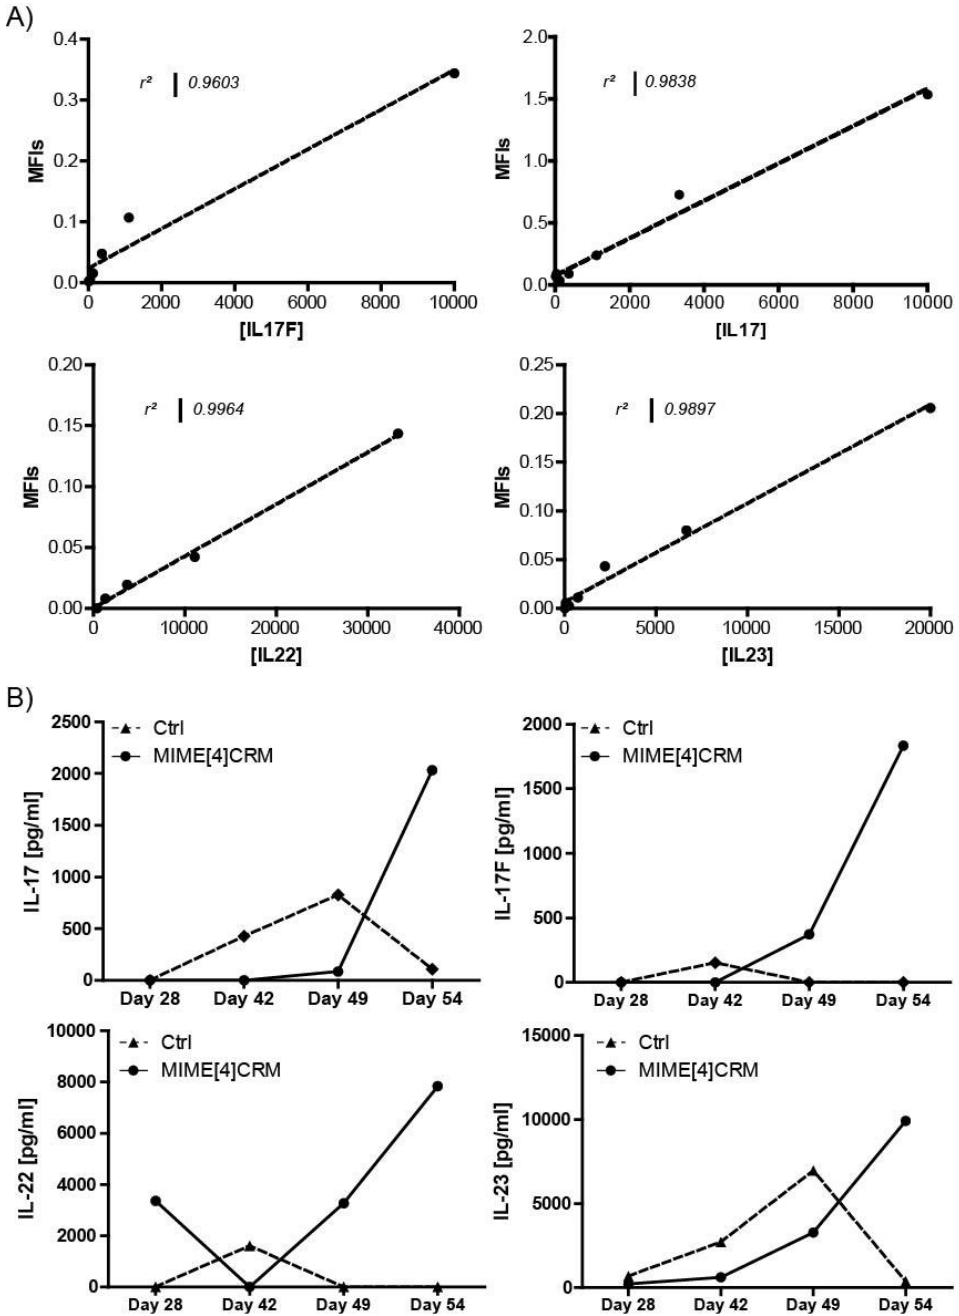 A)
0.4
0.3
0.2
0.1
0.0
MFIs
r² | 0.9603
0 2000 4000 6000 8000 10000
[IL17F]
2.0
1.5
1.0
0.5
0.0
MFIs
r² | 0.9838
0 2000 4000 6000 8000 10000
[IL17]
0.20
0.15
0.10
0.05
0.00
MFIs
r² | 0.9964
0 10000 20000 30000 40000
[IL22]
0.25
0.20
0.15
0.10
0.05
0.00
MFIs
r² | 0.9897
0 5000 10000 15000 20000
[IL23]
B)
Ctrl
MIME[4]CRM
2500
2000
1500
1000
500
0
IL-17 [pg/ml]
Day 28 Day 42 Day 49 Day 54
Ctrl
MIME[4]CRM
2000
1500
1000
500
0
IL-17F [pg/ml]
Day 28 Day 42 Day 49 Day 54
Ctrl
MIME[4]CRM
10000
8000
6000
4000
2000
0
IL-22 [pg/ml]
Day 28 Day 42 Day 49 Day 54
Ctrl
MIME[4]CRM
15000
10000
5000
0
IL-23 [pg/ml]
Day 28 Day 42 Day 49 Day 54